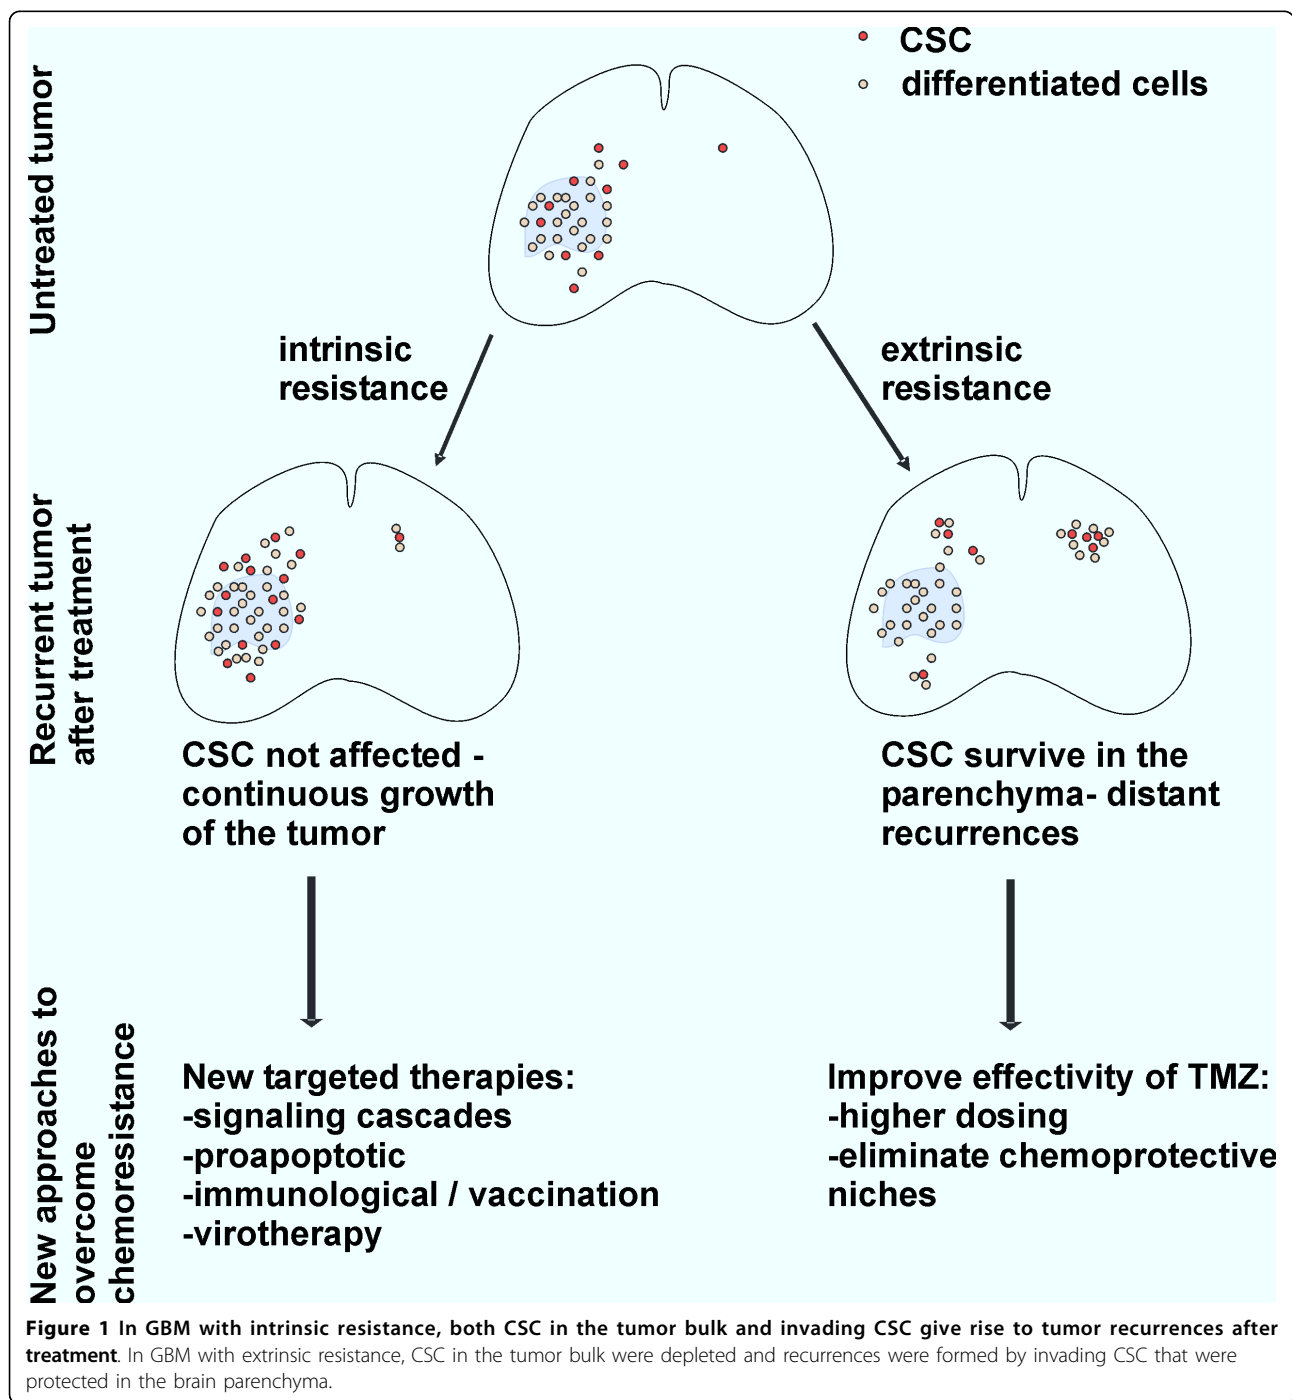 CSC
differentiated cells
Untreated tumor
intrinsic
resistance
extrinsic
resistance
Recurrent tumor
after treatment
CSC not affected -
continuous growth
of the tumor
CSC survive in the
parenchyma- distant
recurrences
New approaches to
overcome
chemoresistance
New targeted therapies:
-signaling cascades
-proapoptotic
-immunological / vaccination
-virotherapy
Improve effectivity of TMZ:
-higher dosing
-eliminate chemoprotective
niches
Figure 1 In GBM with intrinsic resistance, both CSC in the tumor bulk and invading CSC give rise to tumor recurrences after
treatment. In GBM with extrinsic resistance, CSC in the tumor bulk were depleted and recurrences were formed by invading CSC that were
protected in the brain parenchyma.